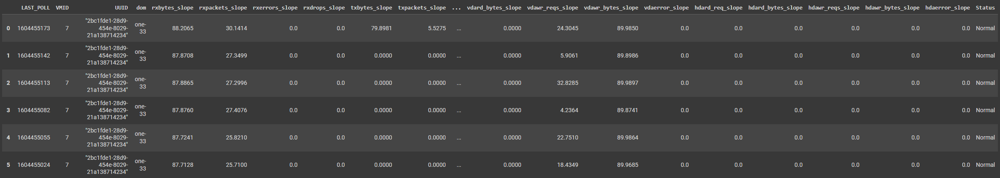 LAST_POLL VMID UUID dom rxbytes_slope rxpackets_slope rxerrors_slope rxdrops_slope txbytes_slope txpackets_slope ... vdard_bytes_slope vdawr_reqs_slope vdawr_bytes_slope vdaerror_slope hdard_req_slope hdard_bytes_slope hdawr_reqs_slope hdawr_bytes_slope hdaerror_slope Status
0 1604455173 7 "2bc1fde1-28d9-454e-8029-21a138714234" one-33 88.2065 30.1414 0.0 0.0 79.8981 5.5275 ... 0.0000 24.3045 89.9850 0.0 0.0 0.0 0.0 0.0 0.0 Normal
1 1604455142 7 "2bc1fde1-28d9-454e-8029-21a138714234" one-33 87.8708 27.3499 0.0 0.0 0.0000 0.0000 ... 0.0000 5.9061 89.8986 0.0 0.0 0.0 0.0 0.0 0.0 Normal
2 1604455113 7 "2bc1fde1-28d9-454e-8029-21a138714234" one-33 87.8865 27.2996 0.0 0.0 0.0000 0.0000 ... 0.0000 32.8285 89.9897 0.0 0.0 0.0 0.0 0.0 0.0 Normal
3 1604455082 7 "2bc1fde1-28d9-454e-8029-21a138714234" one-33 87.8760 27.4076 0.0 0.0 0.0000 0.0000 ... 0.0000 4.2364 89.8741 0.0 0.0 0.0 0.0 0.0 0.0 Normal
4 1604455055 7 "2bc1fde1-28d9-454e-8029-21a138714234" one-33 87.7241 25.8210 0.0 0.0 0.0000 0.0000 ... 0.0000 22.7510 89.9864 0.0 0.0 0.0 0.0 0.0 0.0 Normal
5 1604455024 7 "2bc1fde1-28d9-454e-8029-21a138714234" one-33 87.7128 25.7100 0.0 0.0 0.0000 0.0000 ... 0.0000 18.4349 89.9685 0.0 0.0 0.0 0.0 0.0 0.0 Normal